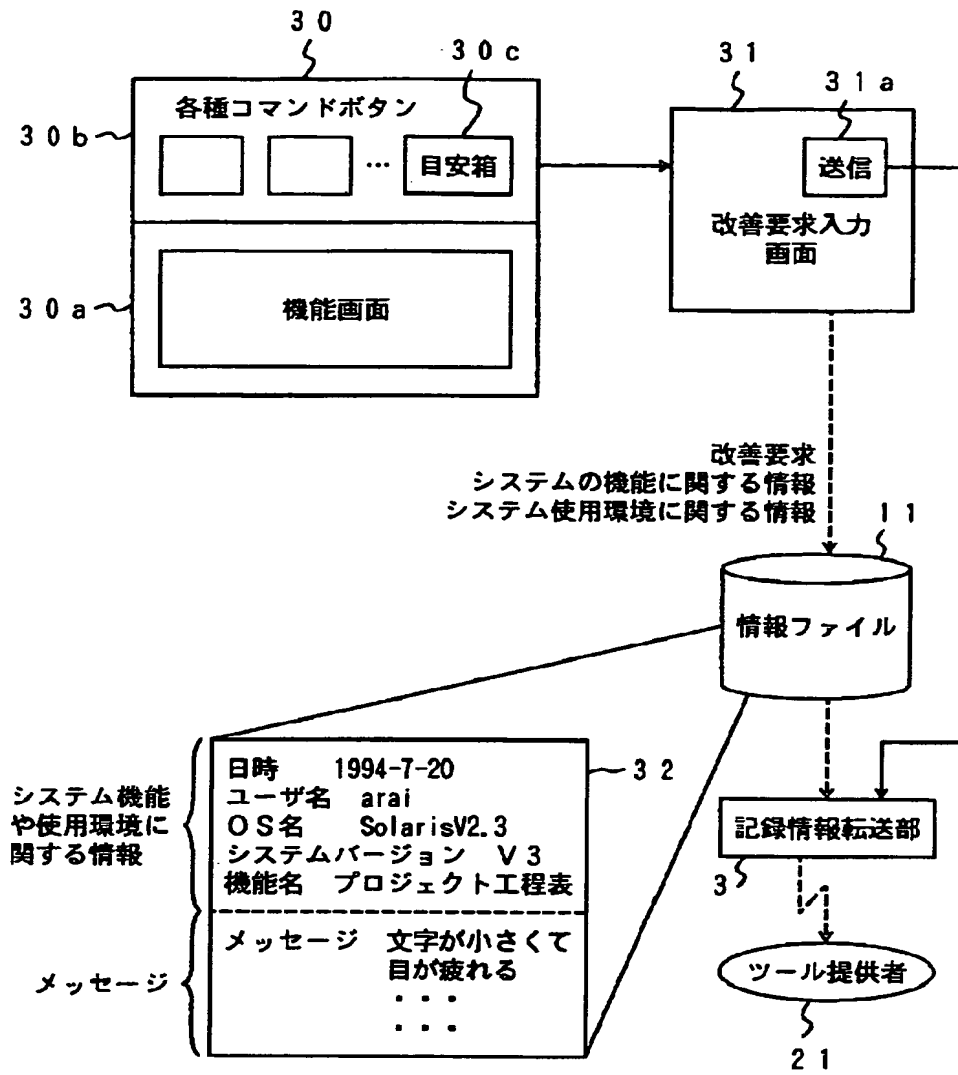 30
30c
31
31a
各種コマンドボタン
30b
… 目安箱
送信
改善要求入力
画面
30a
機能画面
改善要求
システムの機能に関する情報
システム使用環境に関する情報
11
情報ファイル
日時 1994-7-20
32
ユーザ名 arai
OS名 SolarisV2.3
システムバージョン V3
機能名 プロジェクト工程表
システム機能
や使用環境に
関する情報
記録情報転送部
3
メッセージ 文字が小さくて
目が疲れる
・・・
・・・
メッセージ
ツール提供者
21